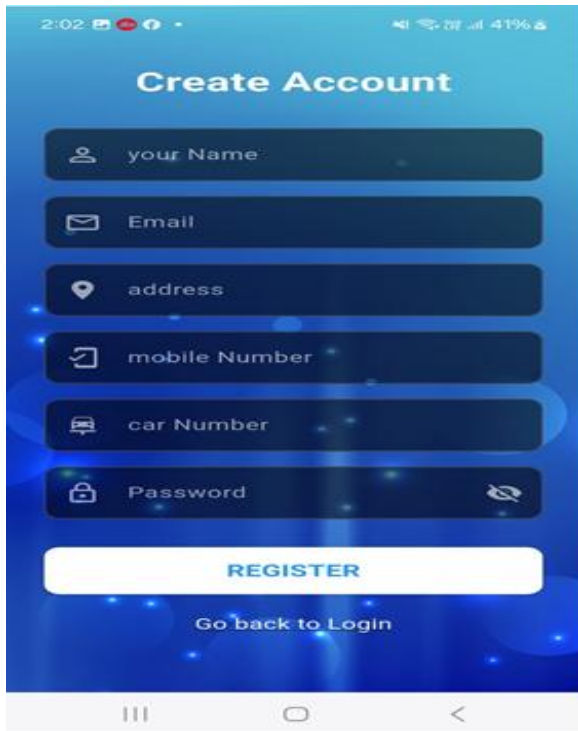 2:02 41%
Create Account
your Name
Email
address
mobile Number
car Number
Password
REGISTER
Go back to Login